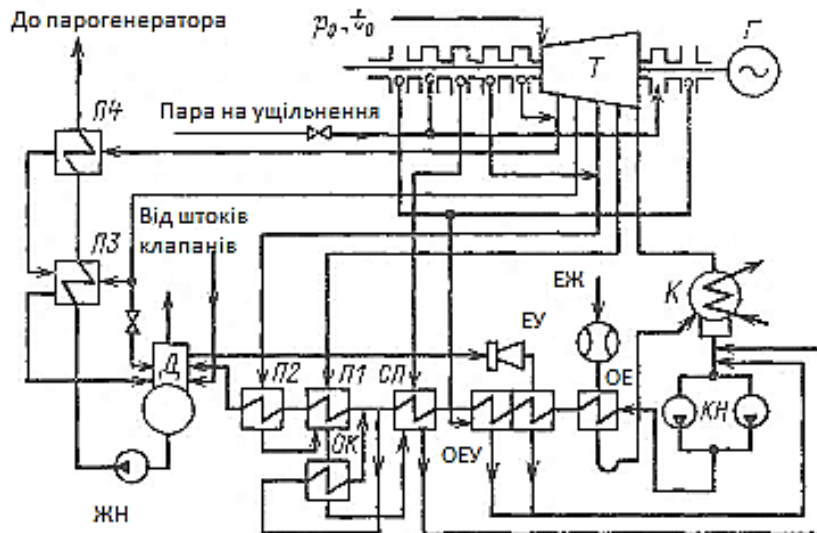 До парогенератора
p₀, t₀
Г
Т
П4
Пара на ущільнення
Від штоків
клапанів
П3
ЕЖ
К
ЕУ
Д
П2
П1
СП
ОЕ
КН
ОК
ОЕУ
ЖН